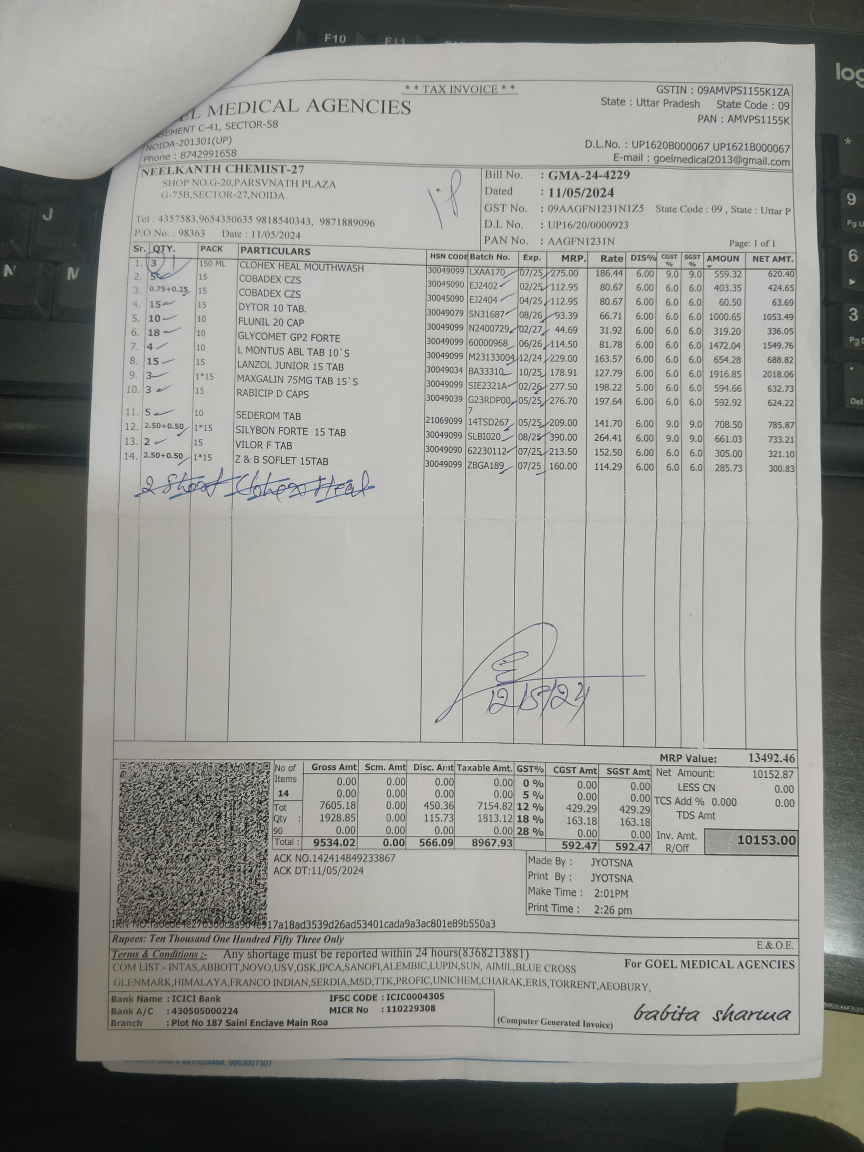 F10 F11
log
** TAX INVOICE **
GSTIN : 09AMVPS1155K1ZA
State : Uttar Pradesh State Code : 09
PAN : AMVPS1155K
EL MEDICAL AGENCIES
SEMENT C-41, SECTOR-58
NOIDA-201301(UP)
Phone : 8742991658
D.L.No. : UP1620B000067 UP1621B000067
E-mail : goelmedical2013@gmail.com
NEELKANTH CHEMIST-27
SHOP NO.G-20,PARSVNATH PLAZA
G-75B,SECTOR-27,NOIDA
Tel : 4357583,9654350635 9818540343, 9871889096
P.O No. : 98363 Date : 11/05/2024
Bill No. : GMA-24-4229
Dated : 11/05/2024
GST No. : 09AAGFN1231N1Z5 State Code : 09 , State : Uttar P
D.L No. : UP16/20/0000923
PAN No. : AAGFN1231N
Page: 1 of 1
Sr. QTY. PACK PARTICULARS HSN CODE Batch No. Exp. MRP. Rate DIS% CGST % SGST % AMOUN NET AMT.
1. 3 150 ML CLOHEX HEAL MOUTHWASH 30049099 LXAA170 07/25 275.00 186.44 6.00 9.0 9.0 559.32 620.40
2. 5 15 COBADEX CZS 30045090 EJ2402 02/25 112.95 80.67 6.00 6.0 6.0 403.35 424.65
3. 0.75+0.25 15 COBADEX CZS 30045090 EJ2404 04/25 112.95 80.67 6.00 6.0 6.0 60.50 63.69
4. 15 15 DYTOR 10 TAB. 30049079 SN31687 08/26 93.39 66.71 6.00 6.0 6.0 1000.65 1053.49
5. 10 10 FLUNIL 20 CAP 30049099 N2400729 02/27 44.69 31.92 6.00 6.0 6.0 319.20 336.05
6. 18 10 GLYCOMET GP2 FORTE 30049099 60000968 06/26 114.50 81.78 6.00 6.0 6.0 1472.04 1549.76
7. 4 10 L MONTUS ABL TAB 10`S 30049099 M23133004 12/24 229.00 163.57 6.00 6.0 6.0 654.28 688.82
8. 15 15 LANZOL JUNIOR 15 TAB 30049034 BA33310 10/25 178.91 127.79 6.00 6.0 6.0 1916.85 2018.06
9. 3 1*15 MAXGALIN 75MG TAB 15`S 30049099 SIE2321A 02/26 277.50 198.22 5.00 6.0 6.0 594.66 632.73
10. 3 15 RABICIP D CAPS 30049039 G23RDP00 7 05/25 276.70 197.64 6.00 6.0 6.0 592.92 624.22
11. 5 10 SEDEROM TAB 21069099 14TSD267 05/25 209.00 141.70 6.00 9.0 9.0 708.50 785.87
12. 2.50+0.50 1*15 SILYBON FORTE 15 TAB 30049099 SLBI020 08/25 390.00 264.41 6.00 9.0 9.0 661.03 733.21
13. 2 15 VILOR F TAB 30049090 62230112 07/25 213.50 152.50 6.00 6.0 6.0 305.00 321.10
14. 2.50+0.50 1*15 Z & B SOFLET 15TAB 30049099 ZBGA189 07/25 160.00 114.29 6.00 6.0 6.0 285.73 300.83
2 Short Clohex Heal
12/5/24
MRP Value: 13492.46
No of Items 14 Tot Qty : 90
Gross Amt Scm. Amt Disc. Amt Taxable Amt. GST% CGST Amt SGST Amt
0.00 0.00 0.00 0.00 0 % 0.00 0.00
0.00 0.00 0.00 0.00 5 % 0.00 0.00
7605.18 0.00 450.36 7154.82 12 % 429.29 429.29
1928.85 0.00 115.73 1813.12 18 % 163.18 163.18
0.00 0.00 0.00 0.00 28 % 0.00 0.00
Total : 9534.02 0.00 566.09 8967.93 592.47 592.47
Net Amount: 10152.87
LESS CN 0.00
TCS Add % 0.000 0.00
TDS Amt
Inv. Amt. R/Off 10153.00
ACK NO.142414849233867
ACK DT:11/05/2024
Made By : JYOTSNA
Print By : JYOTSNA
Make Time : 2:01PM
Print Time : 2:26 pm
Rupees: Ten Thousand One Hundred Fifty Three Only
E.&.O.E.
Terms & Conditions :- Any shortage must be reported within 24 hours(8368213881)
COM LIST - INTAS,ABBOTT,NOVO,USV,GSK,IPCA,SANOFI,ALEMBIC,LUPIN,SUN, AIMIL,BLUE CROSS
GLENMARK,HIMALAYA,FRANCO INDIAN,SERDIA,MSD,TTK,PROFIC,UNICHEM,CHARAK,ERIS,TORRENT,AEOBURY,
For GOEL MEDICAL AGENCIES
Bank Name : ICICI Bank IFSC CODE : ICIC0004305
Bank A/C : 430505000224 MICR No : 110229308
Branch : Plot No 187 Saini Enclave Main Roa
(Computer Generated Invoice)
babita sharma